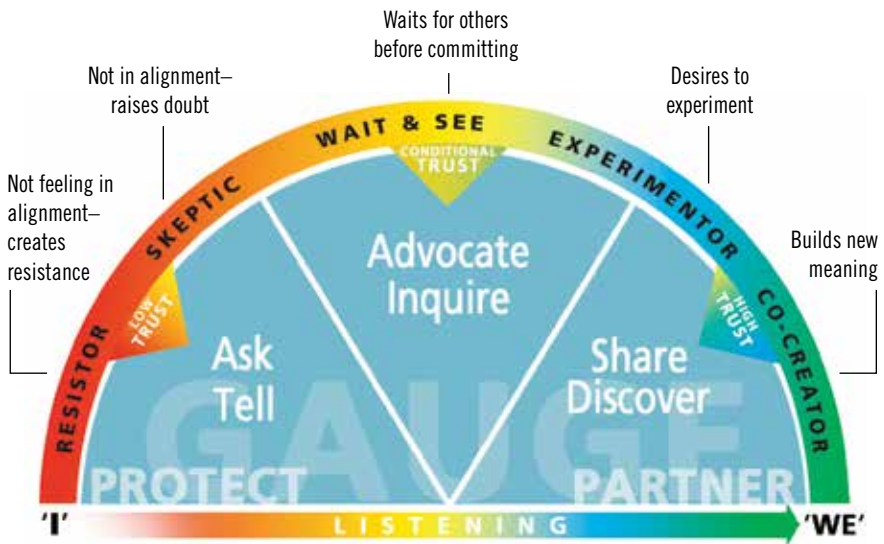 Waits for others
before committing
Not in alignment–
raises doubt
Desires to
experiment
Not feeling in
alignment–
creates
resistance
Builds new
meaning
RESISTOR
SKEPTIC
WAIT & SEE
EXPERIMENTOR
CO-CREATOR
LOW
TRUST
CONDITIONAL
TRUST
HIGH
TRUST
Ask
Tell
Advocate
Inquire
Share
Discover
GAUGE
PROTECT
PARTNER
'I'
LISTENING
'WE'